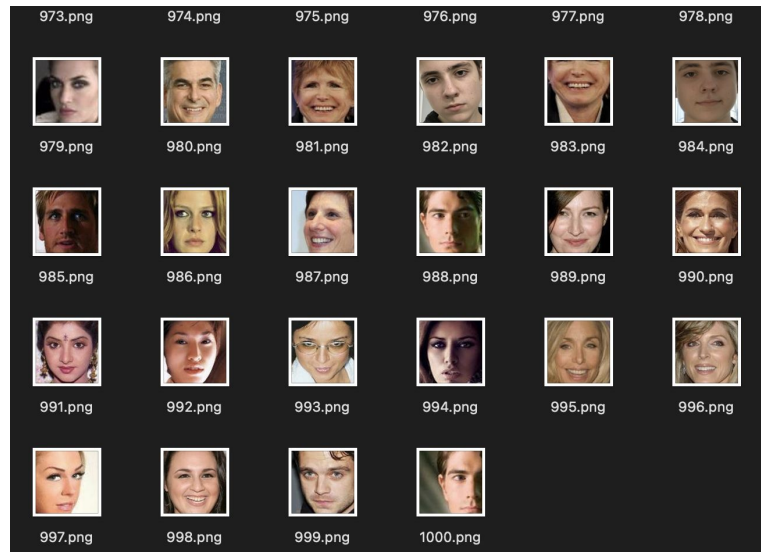 973.png 974.png 975.png 976.png 977.png 978.png
979.png 980.png 981.png 982.png 983.png 984.png
985.png 986.png 987.png 988.png 989.png 990.png
991.png 992.png 993.png 994.png 995.png 996.png
997.png 998.png 999.png 1000.png